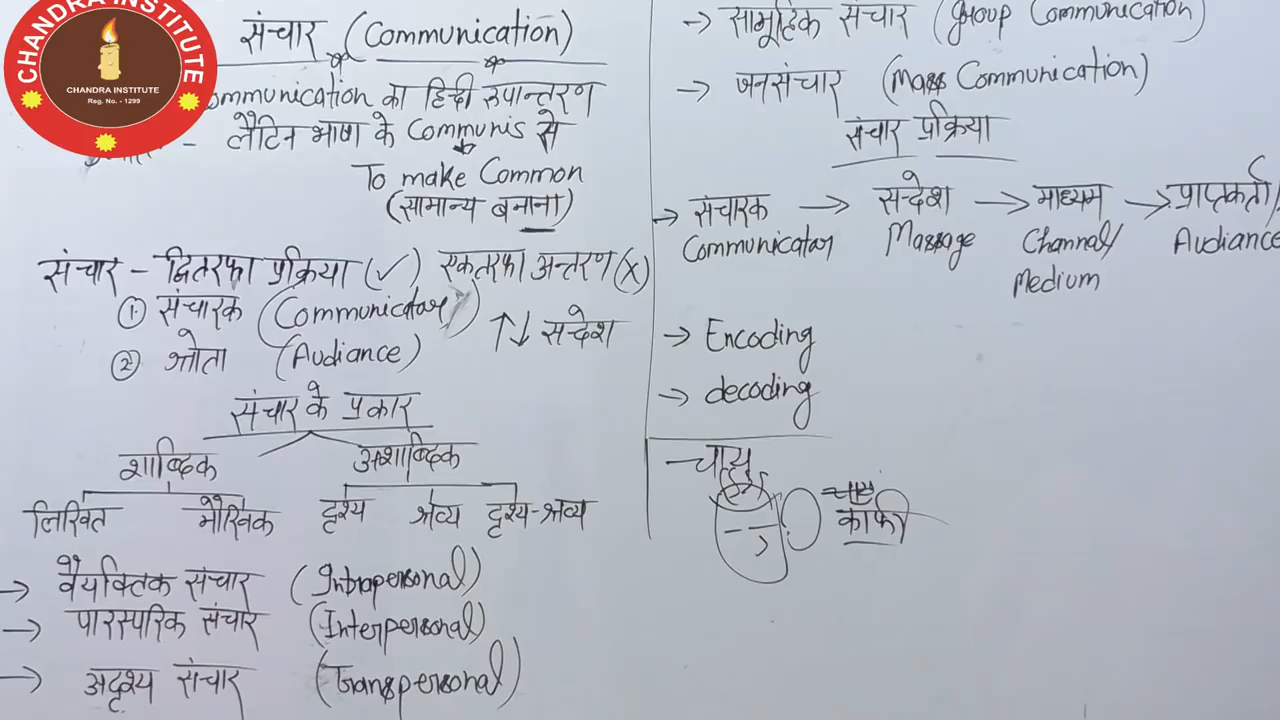 CHANDRA INSTITUTE
CHANDRA INSTITUTE
Reg. No. - 1299
संचार (Communication)
ommunication का हिंदी रुपान्तरण
लैटिन भाषा के Communis से
To make Common
(सामान्य बनाना)
संचार - द्वितरफा प्रक्रिया (✓) एकतरफा अन्तरण (x)
① संचारक (Communicator)
↑↓ संदेश
② श्रोता (Audiance)
संचार के प्रकार
शाब्दिक अशाब्दिक
लिखित मौखिक दृश्य श्रव्य दृश्य-श्रव्य
→ वैयक्तिक संचार (Intrapersonal)
→ पारस्परिक संचार (Interpersonal)
→ अदृश्य संचार (Transpersonal)
→ सामूहिक संचार (Group Communication)
→ जनसंचार (Mass Communication)
संचार प्रक्रिया
→ संचारक → संदेश → माध्यम → प्राप्तकर्ता/
Communicator Massage Channal/ Audiance
Medium
→ Encoding
→ decoding
काफी